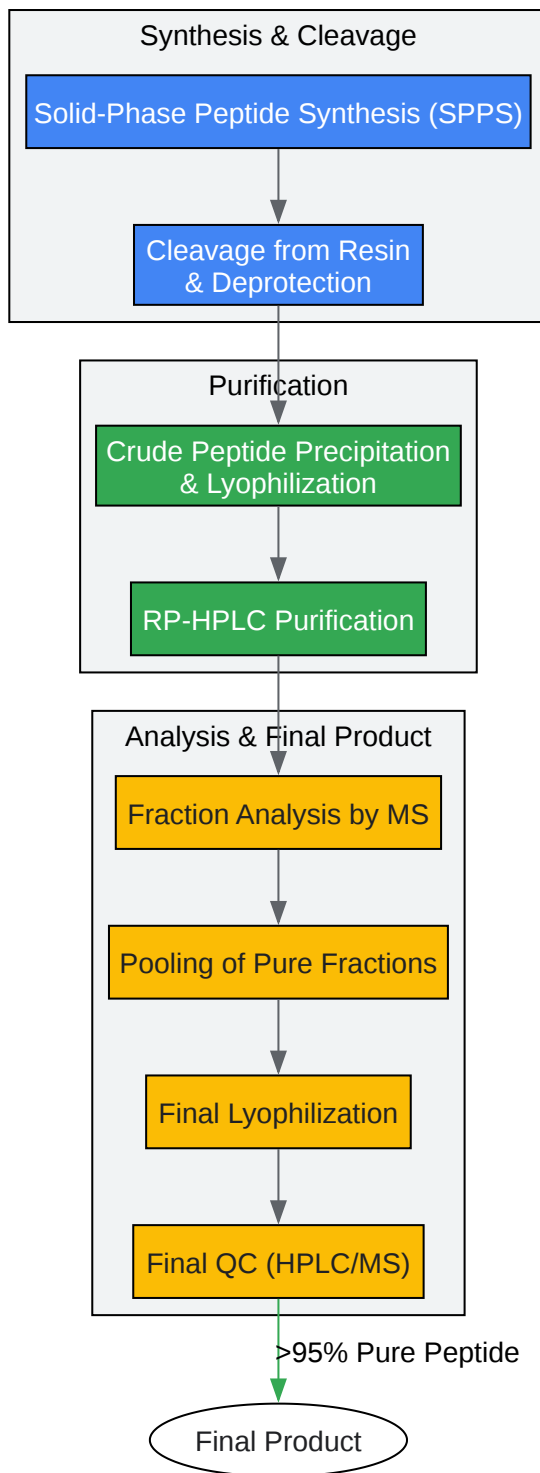 Synthesis & Cleavage
Solid-Phase Peptide Synthesis (SPPS)
Cleavage from Resin
& Deprotection
Purification
Crude Peptide Precipitation
& Lyophilization
RP-HPLC Purification
Analysis & Final Product
Fraction Analysis by MS
Pooling of Pure Fractions
Final Lyophilization
Final QC (HPLC/MS)
>95% Pure Peptide
Final Product